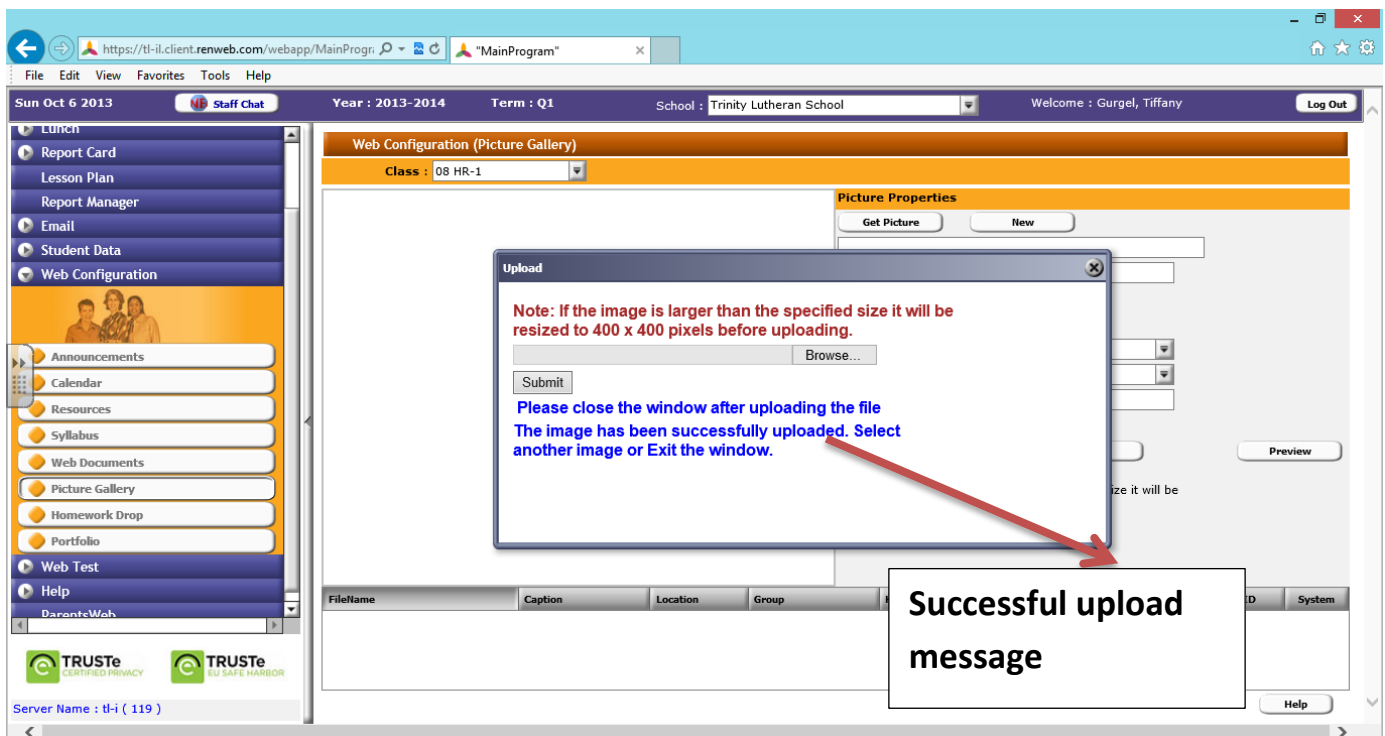 https://tl-il.client.renweb.com/webapp/MainProgra
"MainProgram"
File Edit View Favorites Tools Help
Sun Oct 6 2013
Staff Chat
Year : 2013-2014
Term : Q1
School : Trinity Lutheran School
Welcome : Gurgel, Tiffany
Log Out
Lunch
Report Card
Lesson Plan
Report Manager
Email
Student Data
Web Configuration
Announcements
Calendar
Resources
Syllabus
Web Documents
Picture Gallery
Homework Drop
Portfolio
Web Test
Help
ParentsWeb
TRUSTe
CERTIFIED PRIVACY
TRUSTe
EU SAFE HARBOR
Server Name : tl-i ( 119 )
Web Configuration (Picture Gallery)
Class : 08 HR-1
Picture Properties
Get Picture
New
Upload
Note: If the image is larger than the specified size it will be
resized to 400 x 400 pixels before uploading.
Browse...
Submit
Please close the window after uploading the file
The image has been successfully uploaded. Select
another image or Exit the window.
Preview
ize it will be
FileName
Caption
Location
Group
ID
System
Successful upload
message
Help